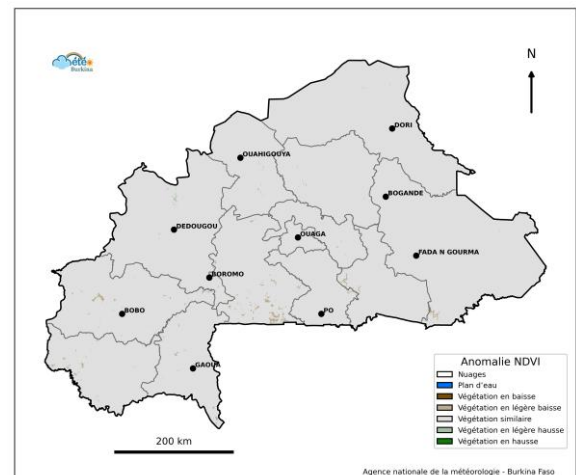 météo
Burkina
N
DORI
OUAHIGOUYA
BOGANDE
DEDOUGOU
OUAGA
FADA N GOURMA
BOROMO
BOBO
PO
GAOUA
Anomalie NDVI
Nuages
Plan d'eau
Végétation en baisse
Végétation en légère baisse
Végétation similaire
Végétation en légère hausse
Végétation en hausse
200 km
Agence nationale de la météorologie - Burkina Faso